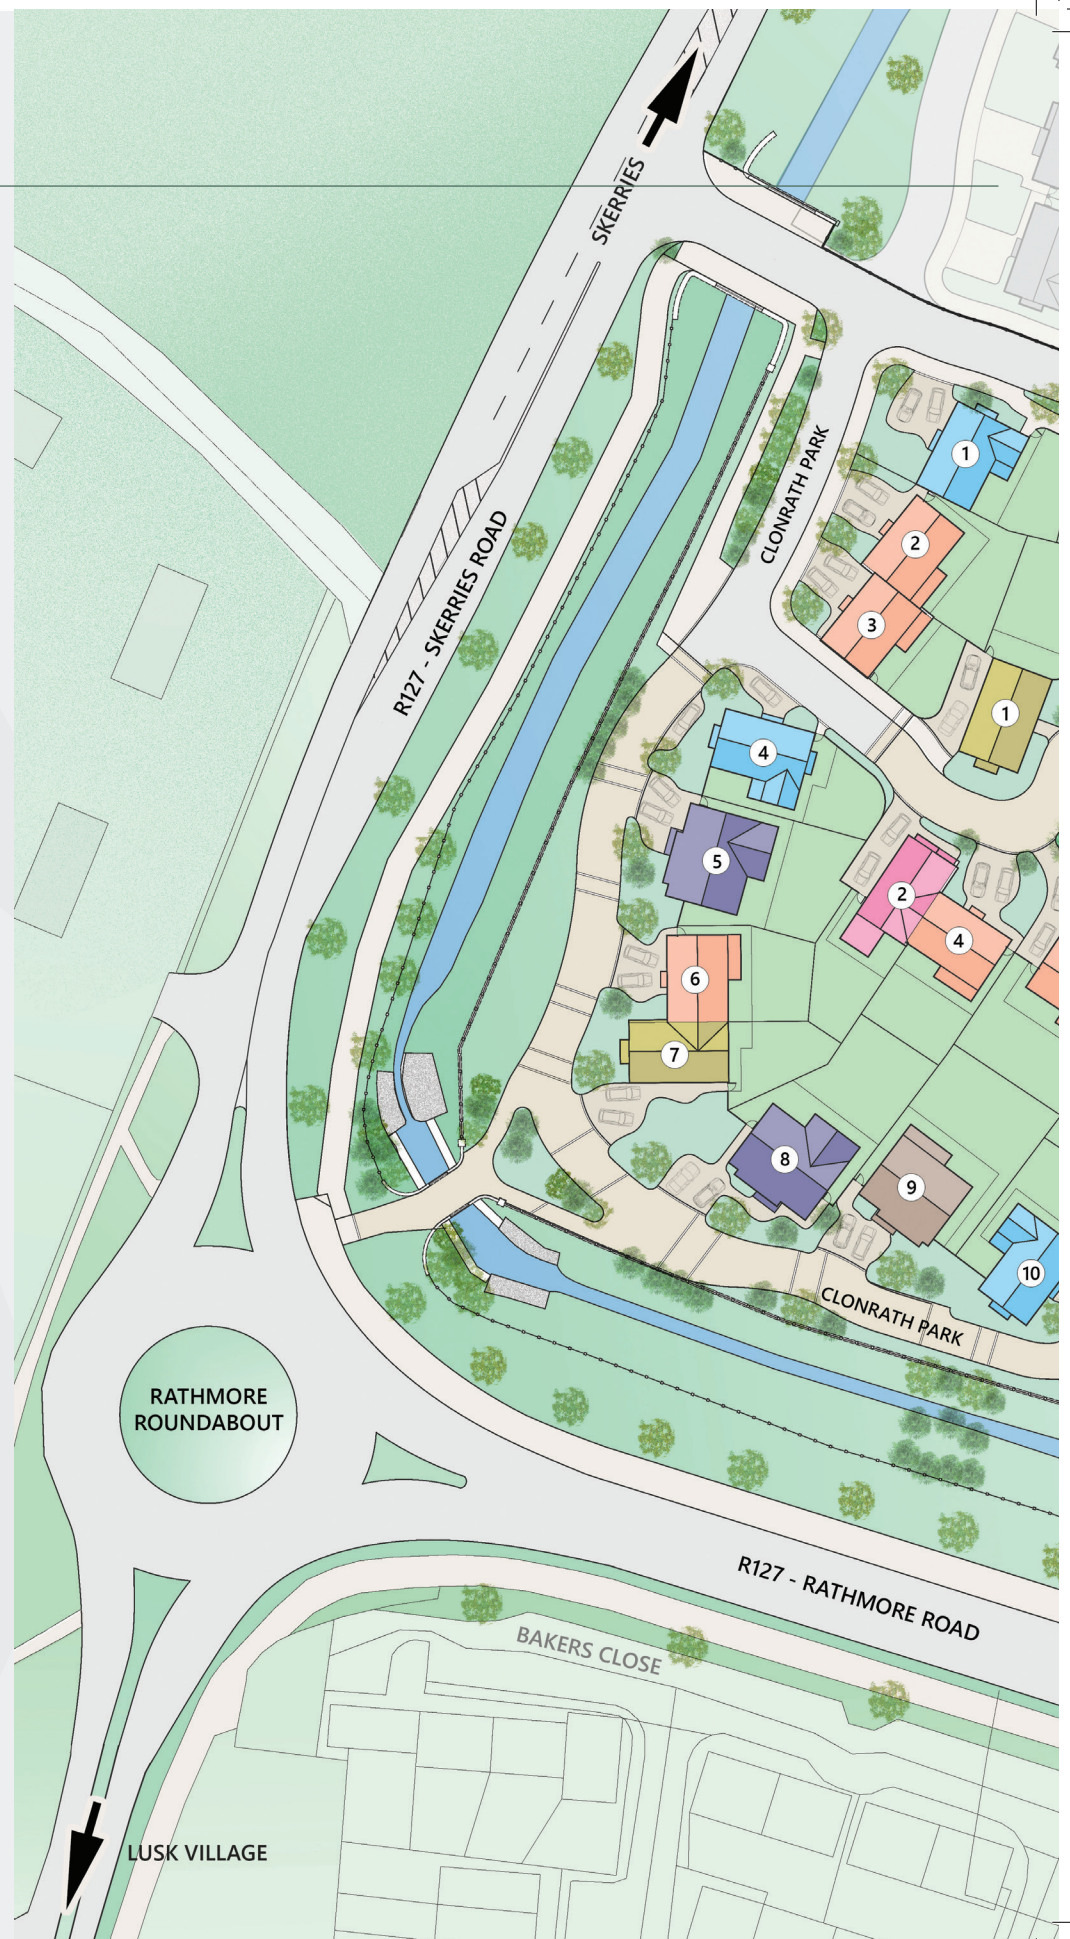 SKERRIES
R127 - SKERRIES ROAD
CLONRATH PARK
1
2
3
1
4
5
2
4
6
7
8
9
10
CLONRATH PARK
RATHMORE
ROUNDABOUT
R127 - RATHMORE ROAD
BAKERS CLOSE
LUSK VILLAGE